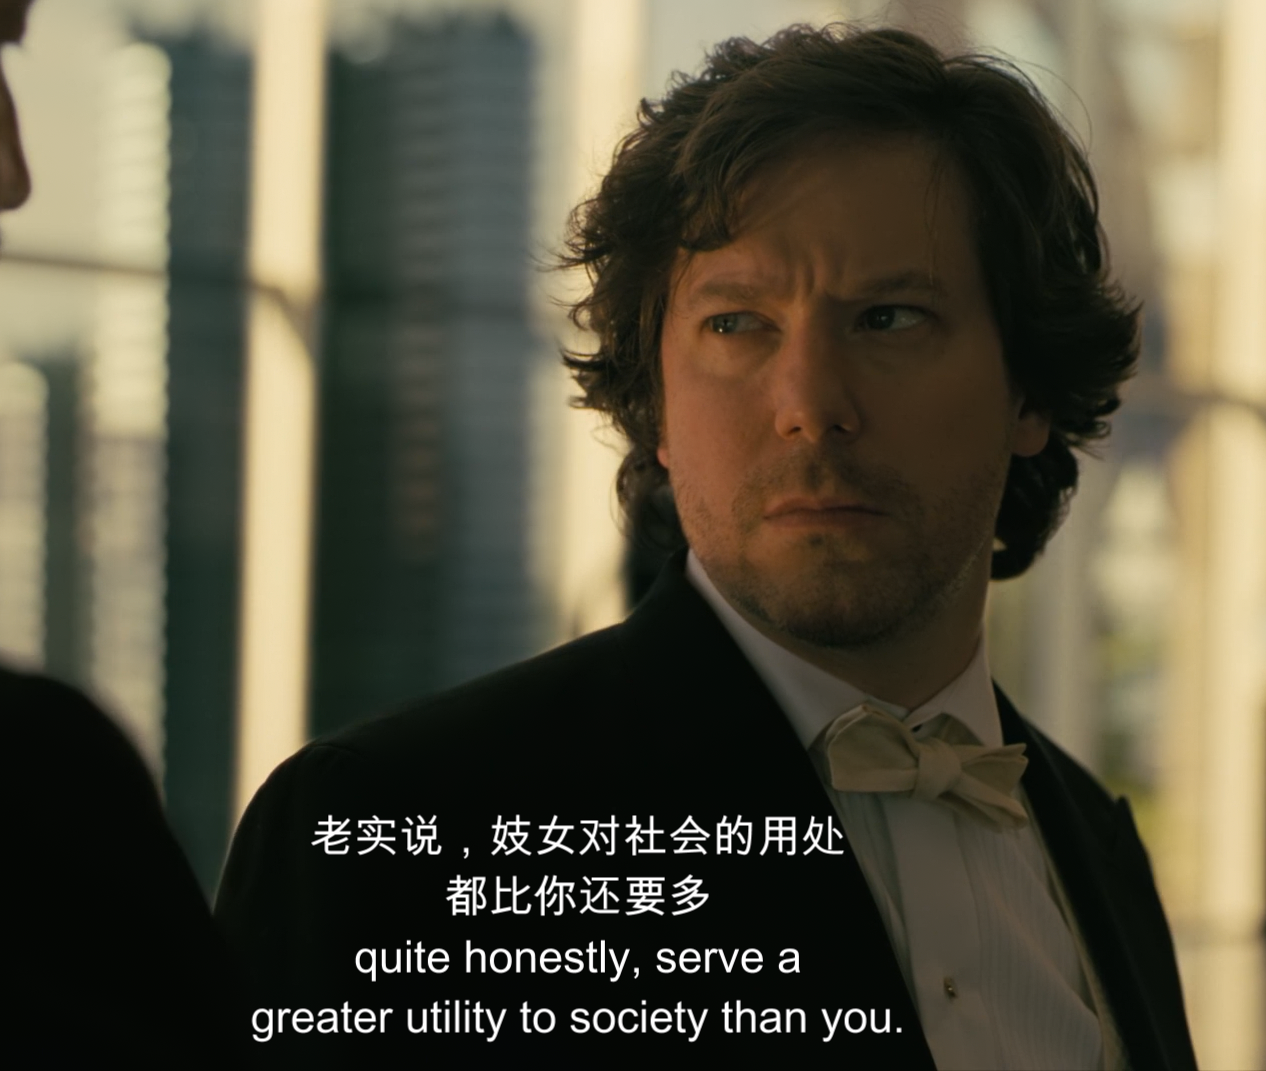 老实说，妓女对社会的用处
都比你还要多
quite honestly, serve a
greater utility to society than you.